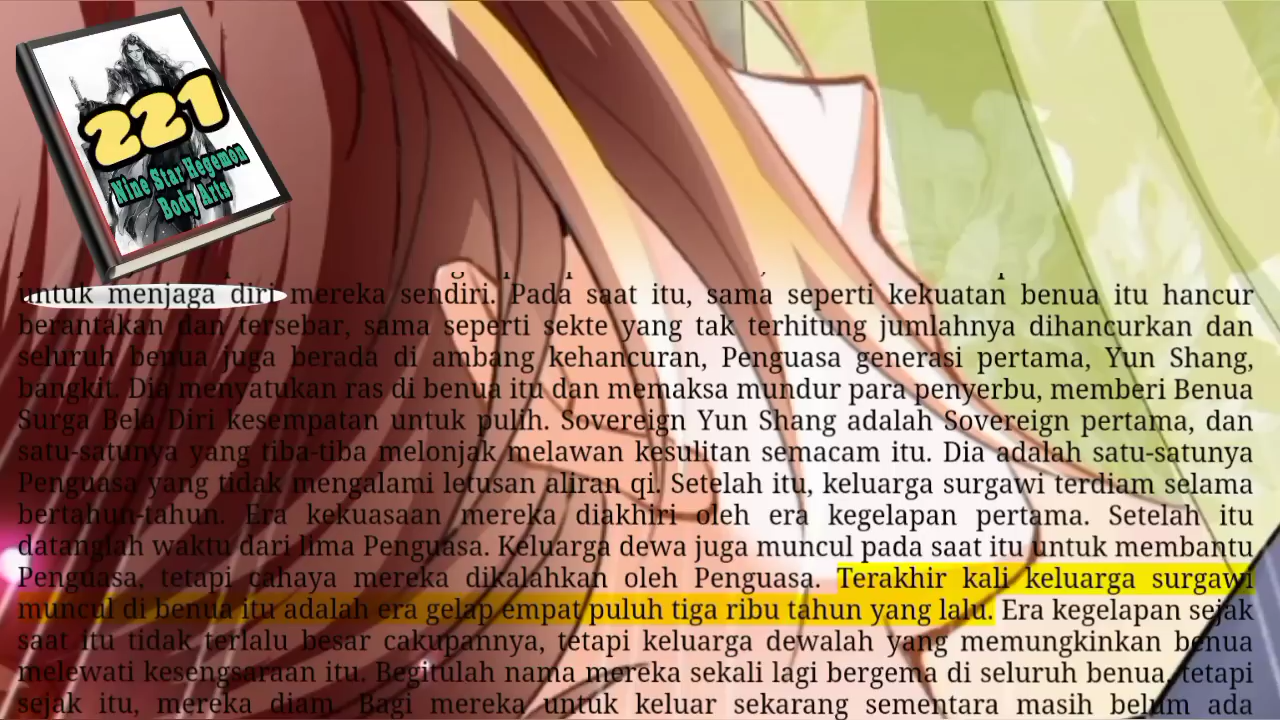 221
Nine Star Hegemon
Body Arts
untuk menjaga diri mereka sendiri. Pada saat itu, sama seperti kekuatan benua itu hancur
berantakan dan tersebar, sama seperti sekte yang tak terhitung jumlahnya dihancurkan dan
seluruh benua juga berada di ambang kehancuran, Penguasa generasi pertama, Yun Shang,
bangkit. Dia menyatukan ras di benua itu dan memaksa mundur para penyerbu, memberi Benua
Surga Bela Diri kesempatan untuk pulih. Sovereign Yun Shang adalah Sovereign pertama, dan
satu-satunya yang tiba-tiba melonjak melawan kesulitan semacam itu. Dia adalah satu-satunya
Penguasa yang tidak mengalami letusan aliran qi. Setelah itu, keluarga surgawi terdiam selama
bertahun-tahun. Era kekuasaan mereka diakhiri oleh era kegelapan pertama. Setelah itu
datanglah waktu dari lima Penguasa. Keluarga dewa juga muncul pada saat itu untuk membantu
Penguasa, tetapi cahaya mereka dikalahkan oleh Penguasa. Terakhir kali keluarga surgawi
muncul di benua itu adalah era gelap empat puluh tiga ribu tahun yang lalu. Era kegelapan sejak
saat itu tidak terlalu besar cakupannya, tetapi keluarga dewalah yang memungkinkan benua
melewati kesengsaraan itu. Begitulah nama mereka sekali lagi bergema di seluruh benua, tetapi
sejak itu, mereka diam. Bagi mereka untuk keluar sekarang sementara masih belum ada